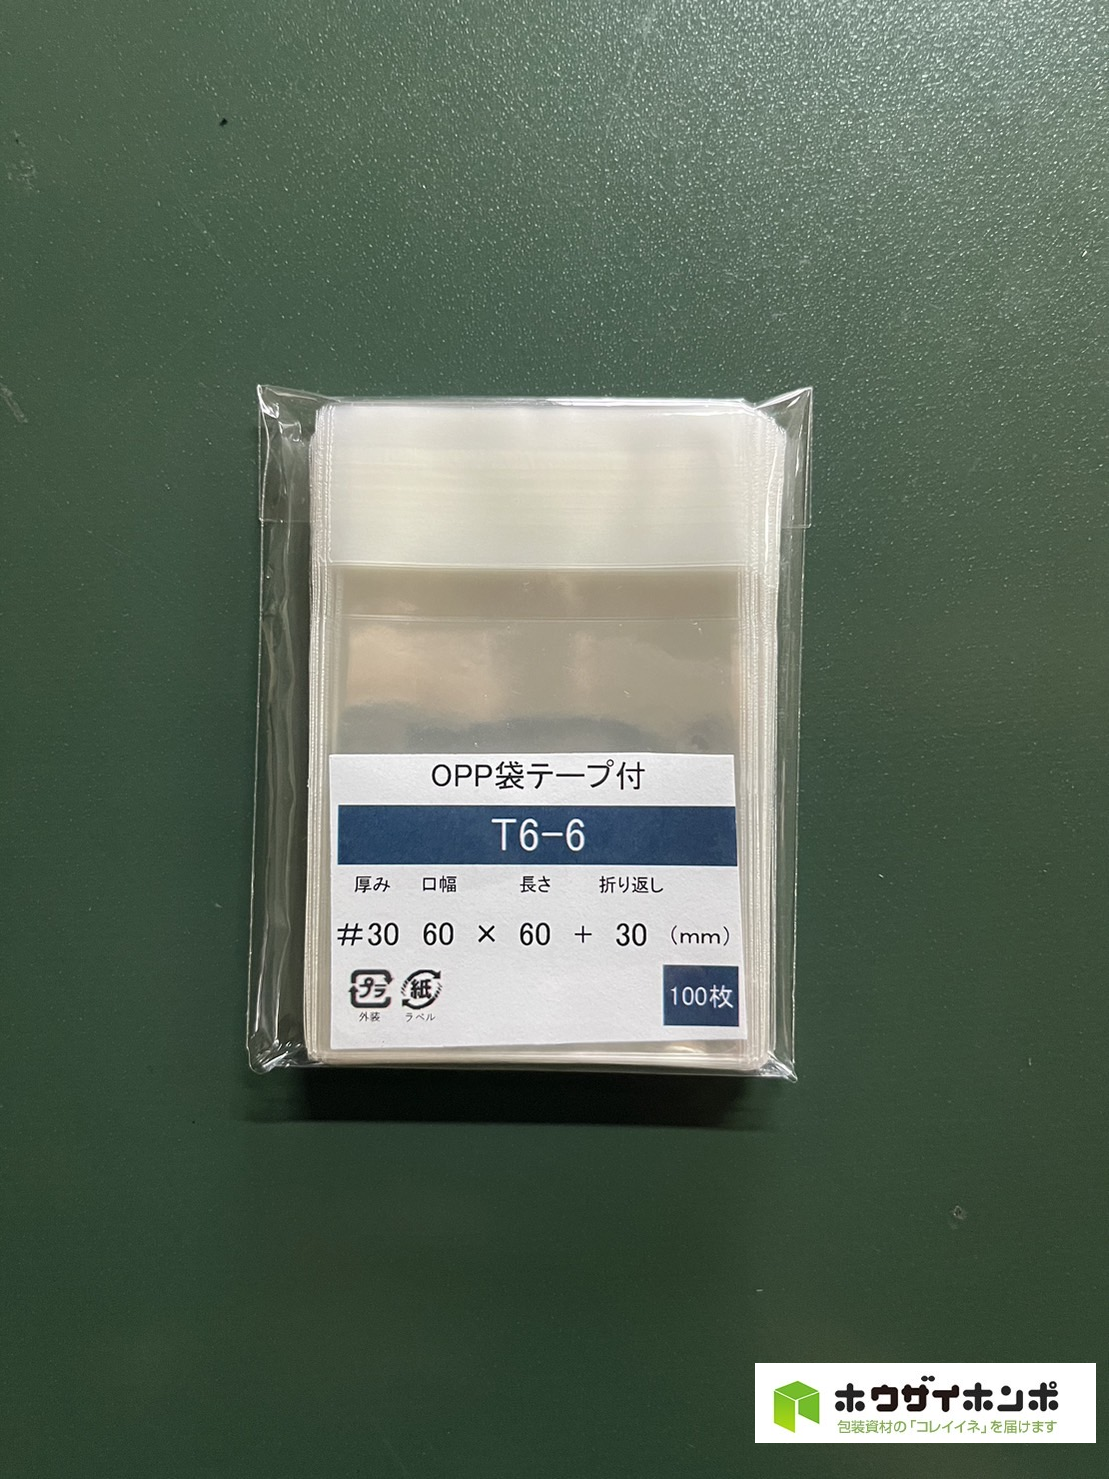 OPP袋テープ付
T6-6
厚み 口幅 長さ 折り返し
#30 60 × 60 + 30 (mm)
プラ 紙 100枚
外装 ラベル
ホウザイホンポ
包装資材の「コレイイネ」を届けます